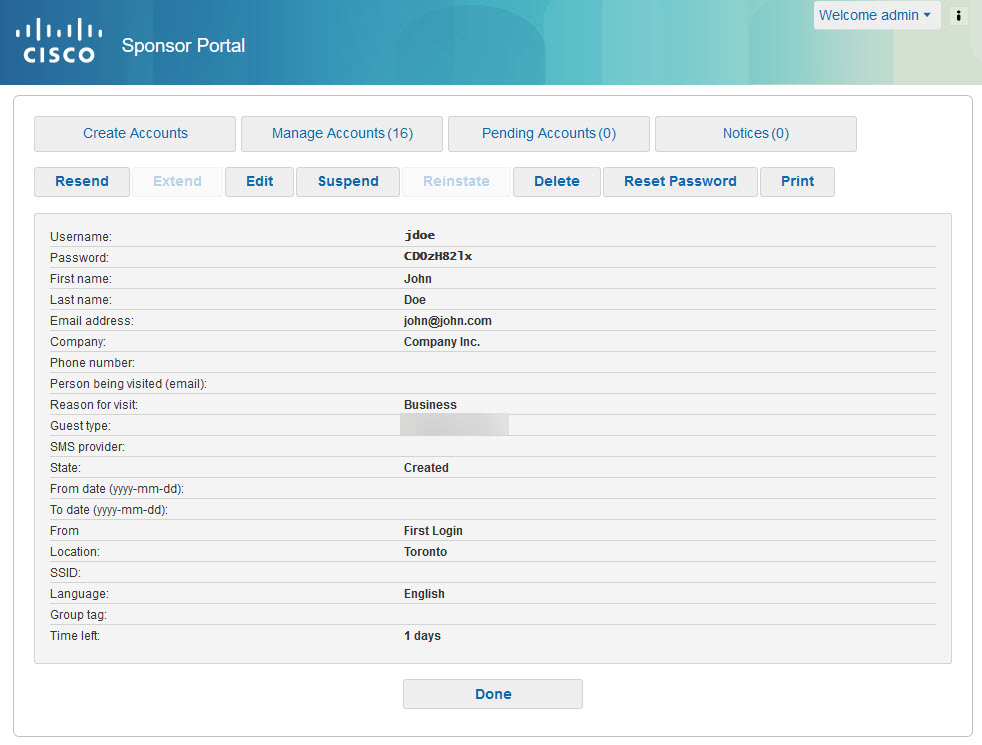 Welcome admin
i
CISCO
Sponsor Portal
Create Accounts
Manage Accounts (16)
Pending Accounts (0)
Notices (0)
Resend
Extend
Edit
Suspend
Reinstate
Delete
Reset Password
Print
Username: jdoe
Password: CDOzH82lx
First name: John
Last name: Doe
Email address: john@john.com
Company: Company Inc.
Phone number:
Person being visited (email):
Reason for visit: Business
Guest type:
SMS provider:
State: Created
From date (yyyy-mm-dd):
To date (yyyy-mm-dd):
From First Login
Location: Toronto
SSID:
Language: English
Group tag:
Time left: 1 days
Done